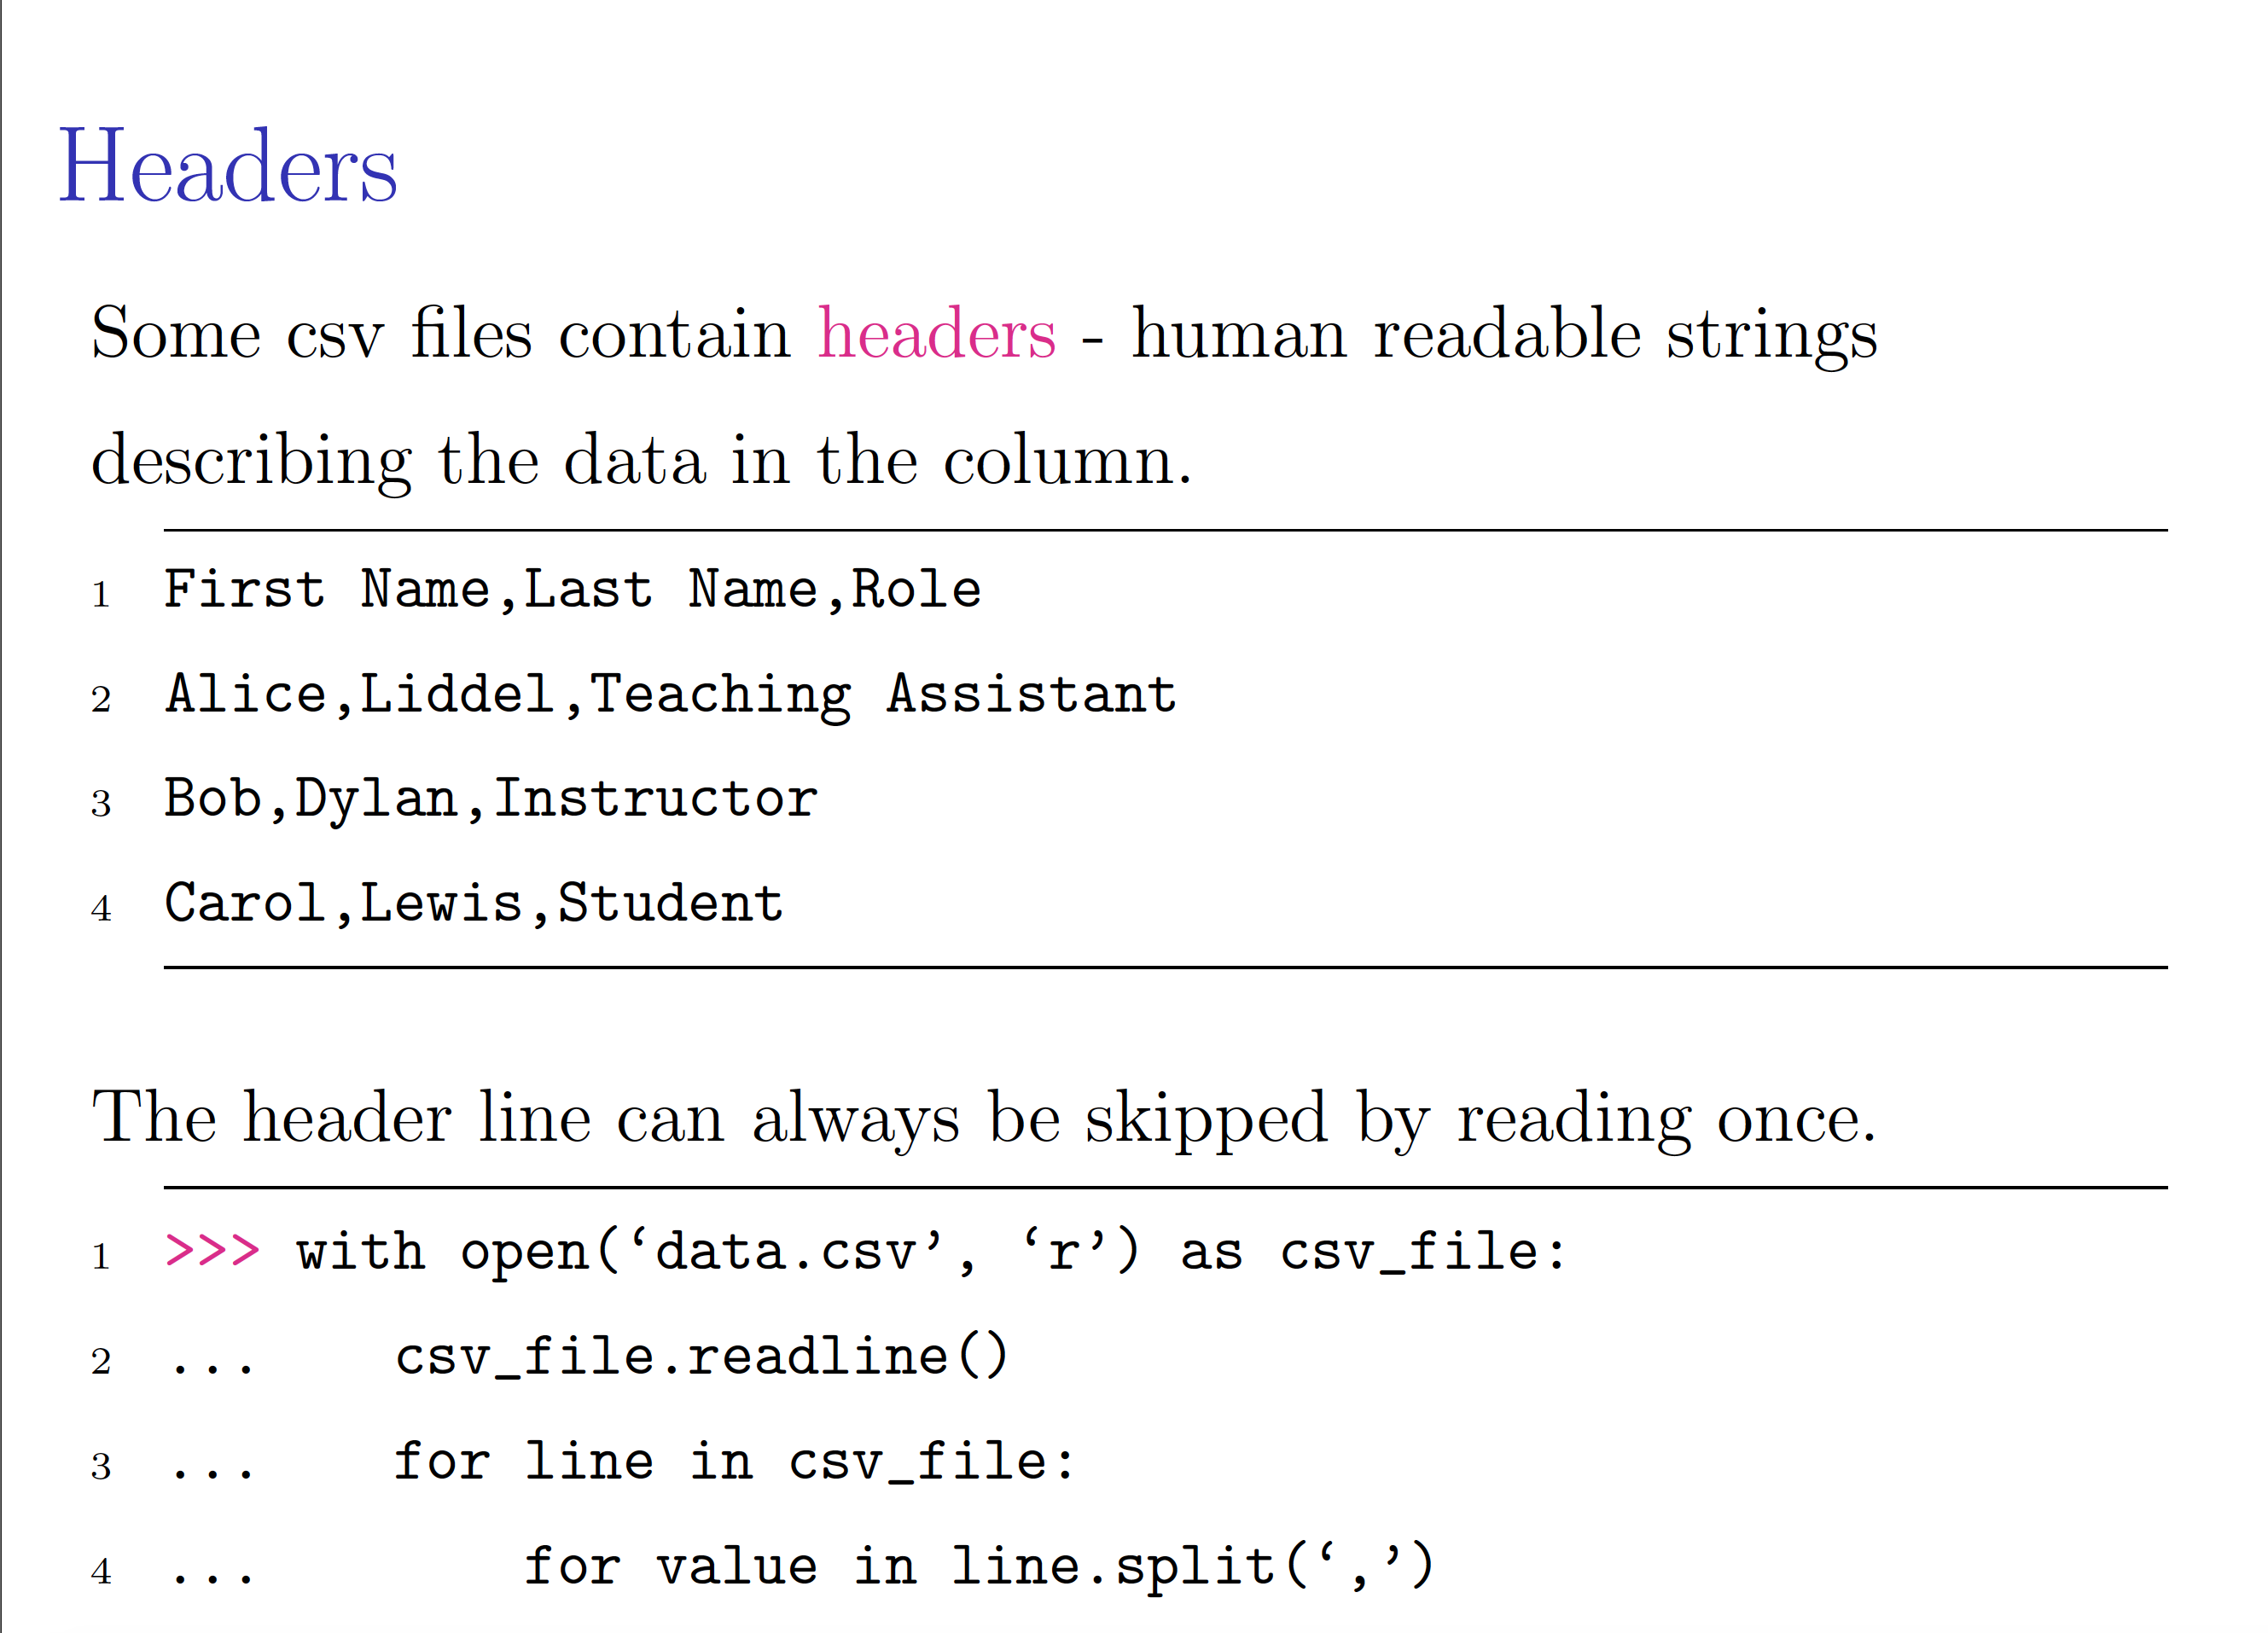 Headers
Some csv files contain headers - human readable strings
describing the data in the column.
1 First Name,Last Name,Role
2 Alice,Liddel,Teaching Assistant
3 Bob,Dylan,Instructor
4 Carol,Lewis,Student
The header line can always be skipped by reading once.
1 >>> with open(‘data.csv’, ‘r’) as csv_file:
2 ...    csv_file.readline()
3 ...    for line in csv_file:
4 ...        for value in line.split(‘,’)